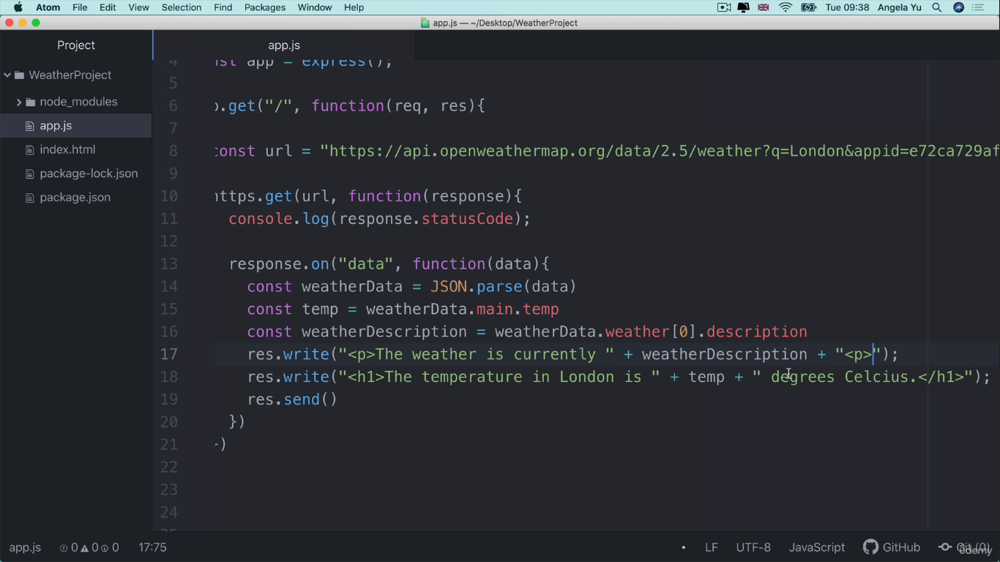 Atom File Edit View Selection Find Packages Window Help Tue 09:38 Angela Yu
app.js — ~/Desktop/WeatherProject
Project
app.js
WeatherProject
node_modules
app.js
index.html
package-lock.json
package.json
4 nst app = express();
5
6 p.get("/", function(req, res){
7
8 const url = "https://api.openweathermap.org/data/2.5/weather?q=London&appid=e72ca729af
9
10 https.get(url, function(response){
11 console.log(response.statusCode);
12
13 response.on("data", function(data){
14 const weatherData = JSON.parse(data)
15 const temp = weatherData.main.temp
16 const weatherDescription = weatherData.weather[0].description
17 res.write("<p>The weather is currently " + weatherDescription + "<p>");
18 res.write("<h1>The temperature in London is " + temp + " degrees Celcius.</h1>");
19 res.send()
20 })
21 })
22
23
24
app.js 0 0 0 17:75 LF UTF-8 JavaScript GitHub Git (0)
udemy